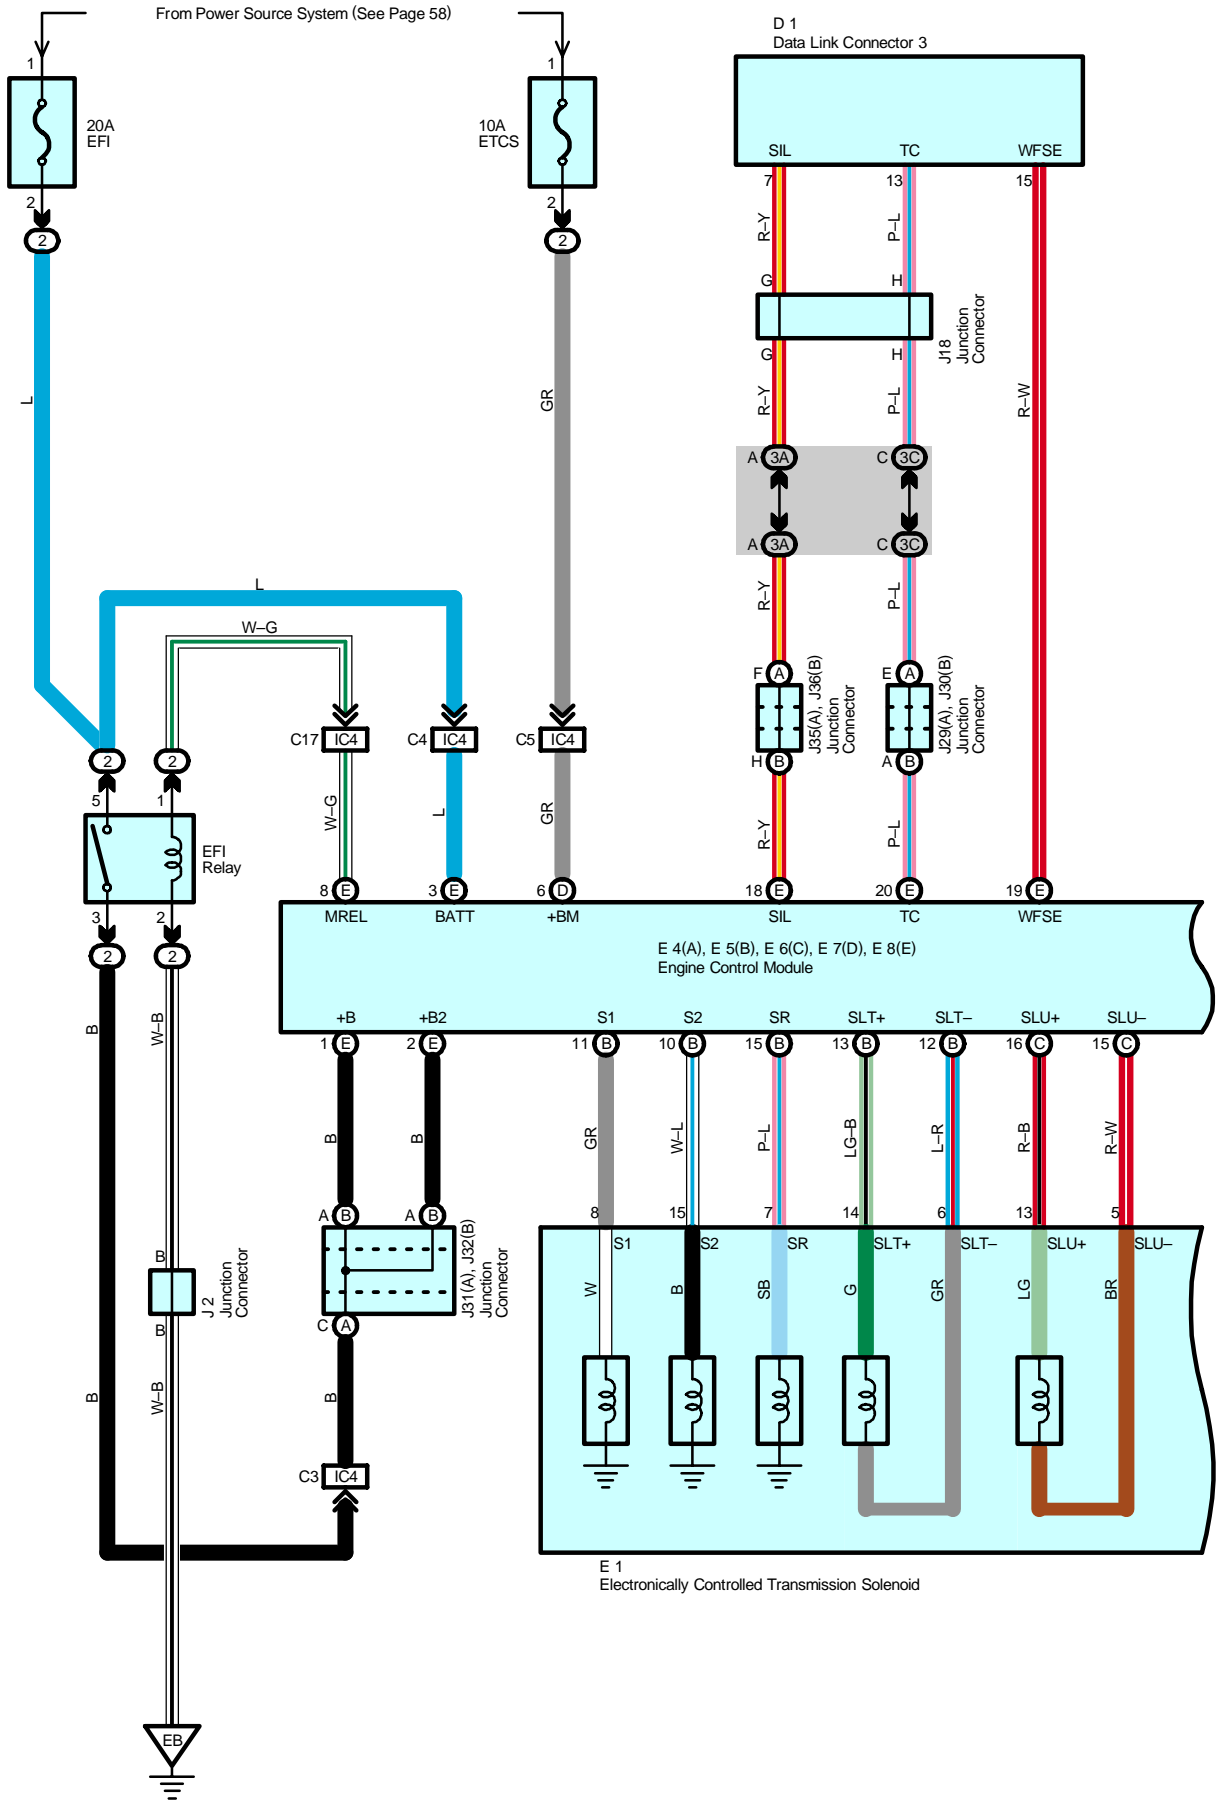 From Power Source System (See Page 58)
D 1
Data Link Connector 3
1
1
20A
EFI
10A
ETCS
SIL
TC
WFSE
2
2
7
13
15
2
2
R–Y
P–L
G
H
J18
Junction
Connector
G
H
L
GR
R–Y
P–L
R–W
A
3A
C
3C
A
3A
C
3C
L
R–Y
P–L
W–G
F
A
E
A
J35(A), J36(B)
Junction
Connector
J29(A), J30(B)
Junction
Connector
C17
IC4
C4
IC4
C5
IC4
2
2
H
B
A
B
5
1
W–G
L
GR
R–Y
P–L
EFI
Relay
8
E
3
E
6
D
18
E
20
E
19
E
3
2
MREL
BATT
+BM
SIL
TC
WFSE
2
2
E 4(A), E 5(B), E 6(C), E 7(D), E 8(E)
Engine Control Module
B
W–B
+B
+B2
S1
S2
SR
SLT+
SLT–
SLU+
SLU–
1
E
2
E
11
B
10
B
15
B
13
B
12
B
16
C
15
C
B
B
GR
W–L
P–L
LG–B
L–R
R–B
R–W
A
B
A
B
8
15
7
14
6
13
5
S1
S2
SR
SLT+
SLT–
SLU+
SLU–
B
J 2
Junction
Connector
J31(A), J32(B)
Junction
Connector
W
B
SB
G
GR
LG
BR
B
C
A
B
W–B
B
C3
IC4
E 1
Electronically Controlled Transmission Solenoid
EB